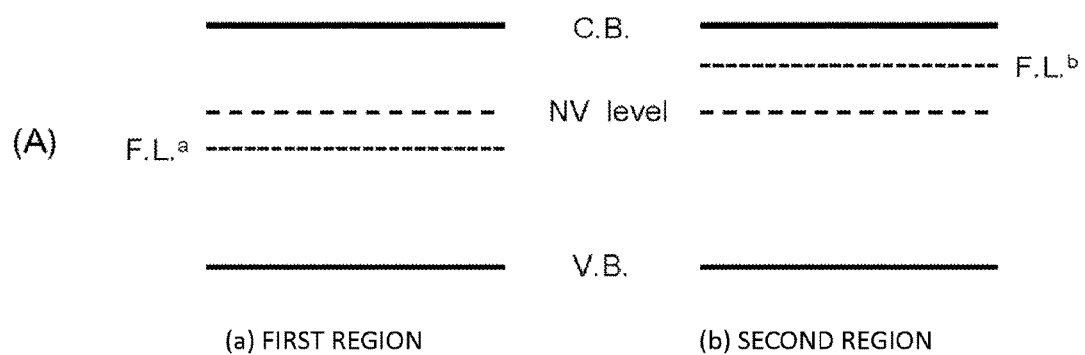 C.B.
F.L.ᵇ
NV level
(A)
F.L.ᵃ
V.B.
(a) FIRST REGION
(b) SECOND REGION